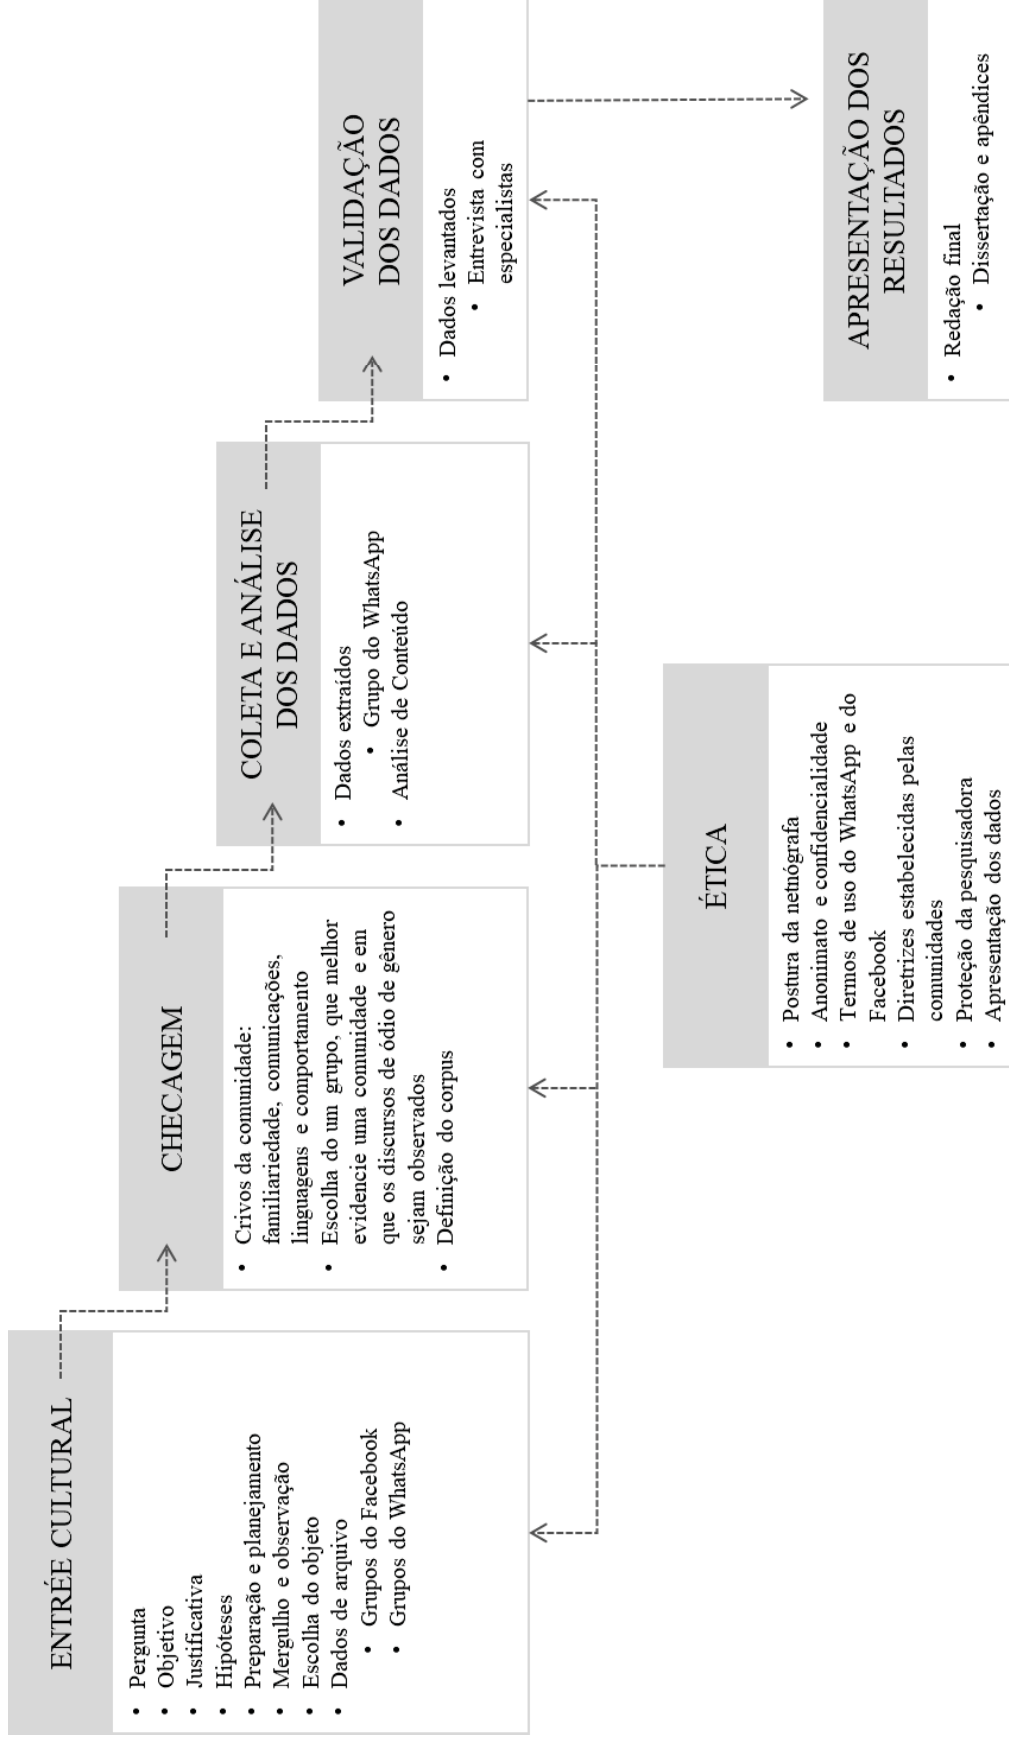 ENTRÉE CULTURAL
• Pergunta
• Objetivo
• Justificativa
• Hipóteses
• Preparação e planejamento
• Mergulho e observação
• Escolha do objeto
• Dados de arquivo
• Grupos do Facebook
• Grupos do WhatsApp
CHECAGEM
• Crivos da comunidade:
familiariedade, comunicações,
linguagens e comportamento
• Escolha do um grupo, que melhor
evidencie uma comunidade e em
que os discursos de ódio de gênero
sejam observados
• Definição do corpus
COLETA E ANÁLISE
DOS DADOS
• Dados extraídos
• Grupo do WhatsApp
• Análise de Conteúdo
VALIDAÇÃO
DOS DADOS
• Dados levantados
• Entrevista com
especialistas
ÉTICA
• Postura da netnógrafa
• Anonimato e confidencialidade
• Termos de uso do WhatsApp e do
Facebook
• Diretrizes estabelecidas pelas
comunidades
• Proteção da pesquisadora
• Apresentação dos dados
APRESENTAÇÃO DOS
RESULTADOS
• Redação final
• Dissertação e apêndices